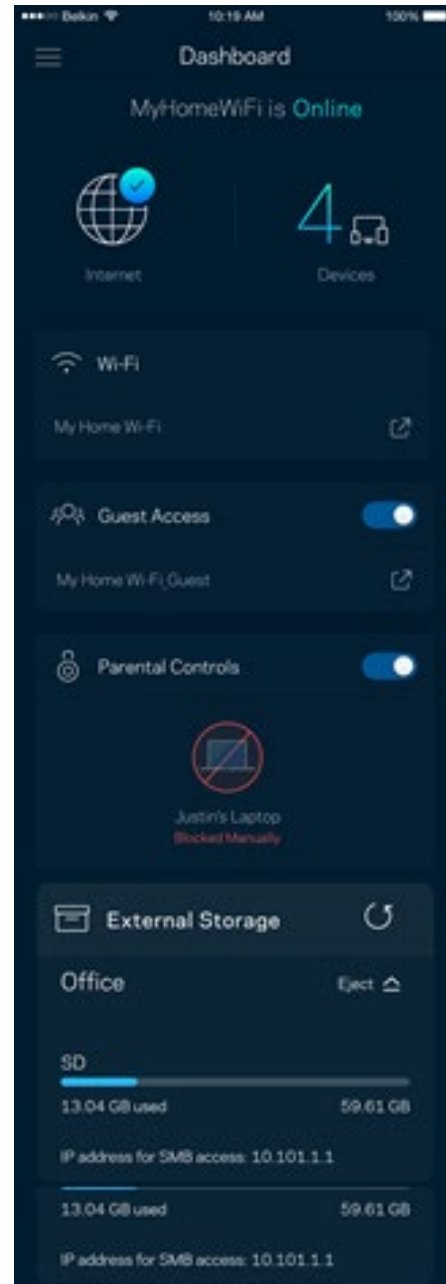 Belkin 10:19 AM 100%
Dashboard
MyHomeWiFi is Online
4
Internet Devices
Wi-Fi
My Home Wi-Fi
Guest Access
My Home Wi-Fi_Guest
Parental Controls
Justin's Laptop
Blocked Manually
External Storage
Office Eject
SD
13.04 GB used 59.61 GB
IP address for SMB access: 10.101.1.1
13.04 GB used 59.61 GB
IP address for SMB access: 10.101.1.1